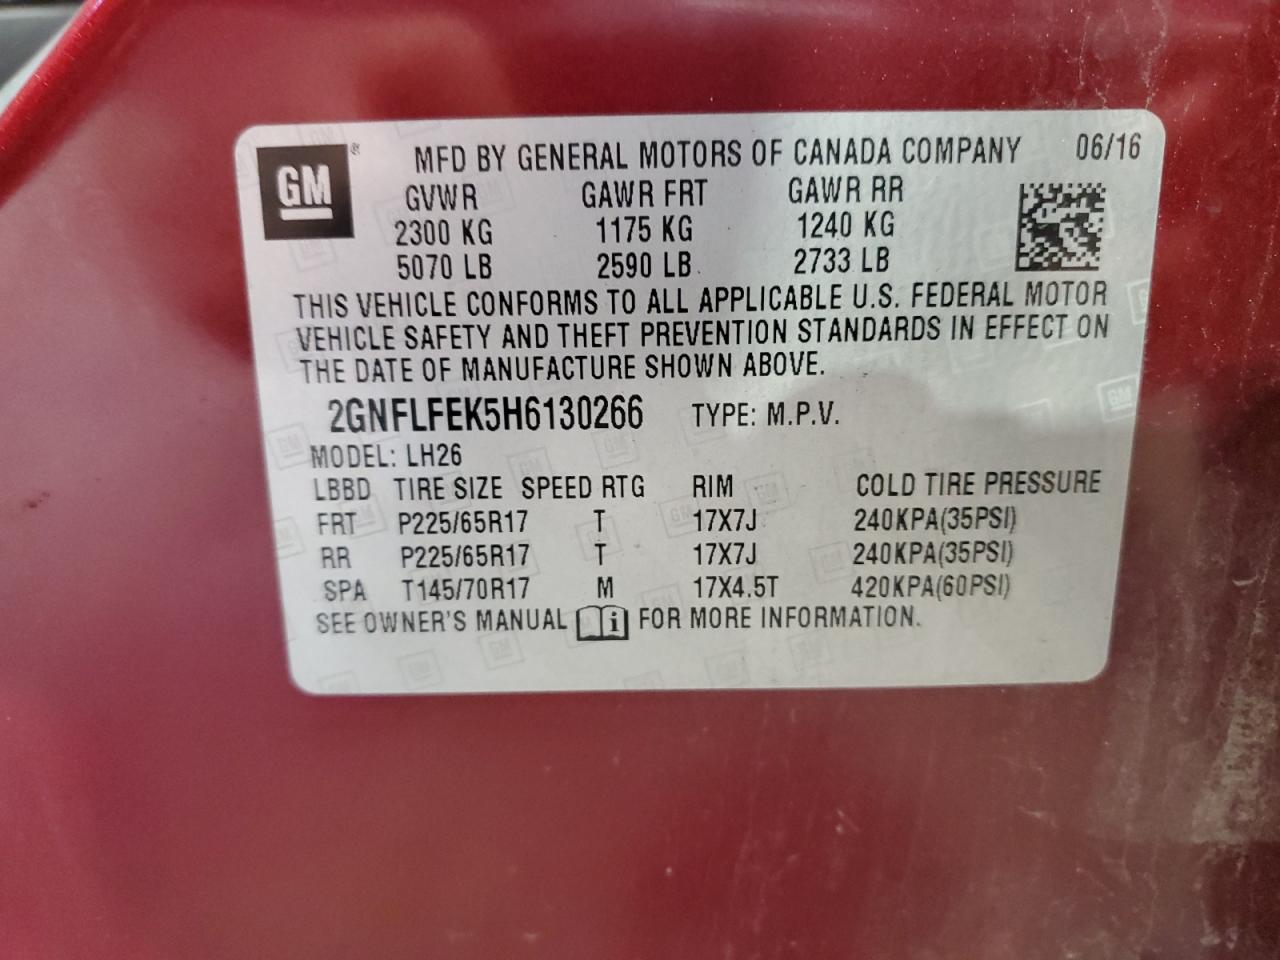 GM ® MFD BY GENERAL MOTORS OF CANADA COMPANY 06/16
GVWR GAWR FRT GAWR RR
2300 KG 1175 KG 1240 KG
5070 LB 2590 LB 2733 LB
THIS VEHICLE CONFORMS TO ALL APPLICABLE U.S. FEDERAL MOTOR
VEHICLE SAFETY AND THEFT PREVENTION STANDARDS IN EFFECT ON
THE DATE OF MANUFACTURE SHOWN ABOVE.
2GNFLFEK5H6130266 TYPE: M.P.V.
MODEL: LH26
LBBD TIRE SIZE SPEED RTG RIM COLD TIRE PRESSURE
FRT P225/65R17 T 17X7J 240KPA(35PSI)
RR P225/65R17 T 17X7J 240KPA(35PSI)
SPA T145/70R17 M 17X4.5T 420KPA(60PSI)
SEE OWNER'S MANUAL i FOR MORE INFORMATION.